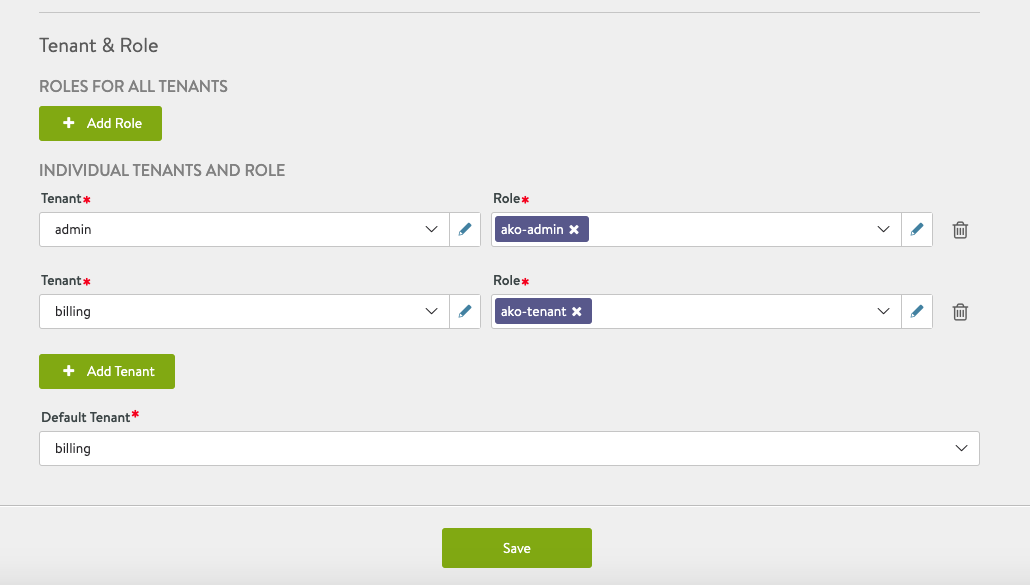 Tenant & Role
ROLES FOR ALL TENANTS
+ Add Role
INDIVIDUAL TENANTS AND ROLE
Tenant* Role*
admin ako-admin ×
Tenant* Role*
billing ako-tenant ×
+ Add Tenant
Default Tenant*
billing
Save